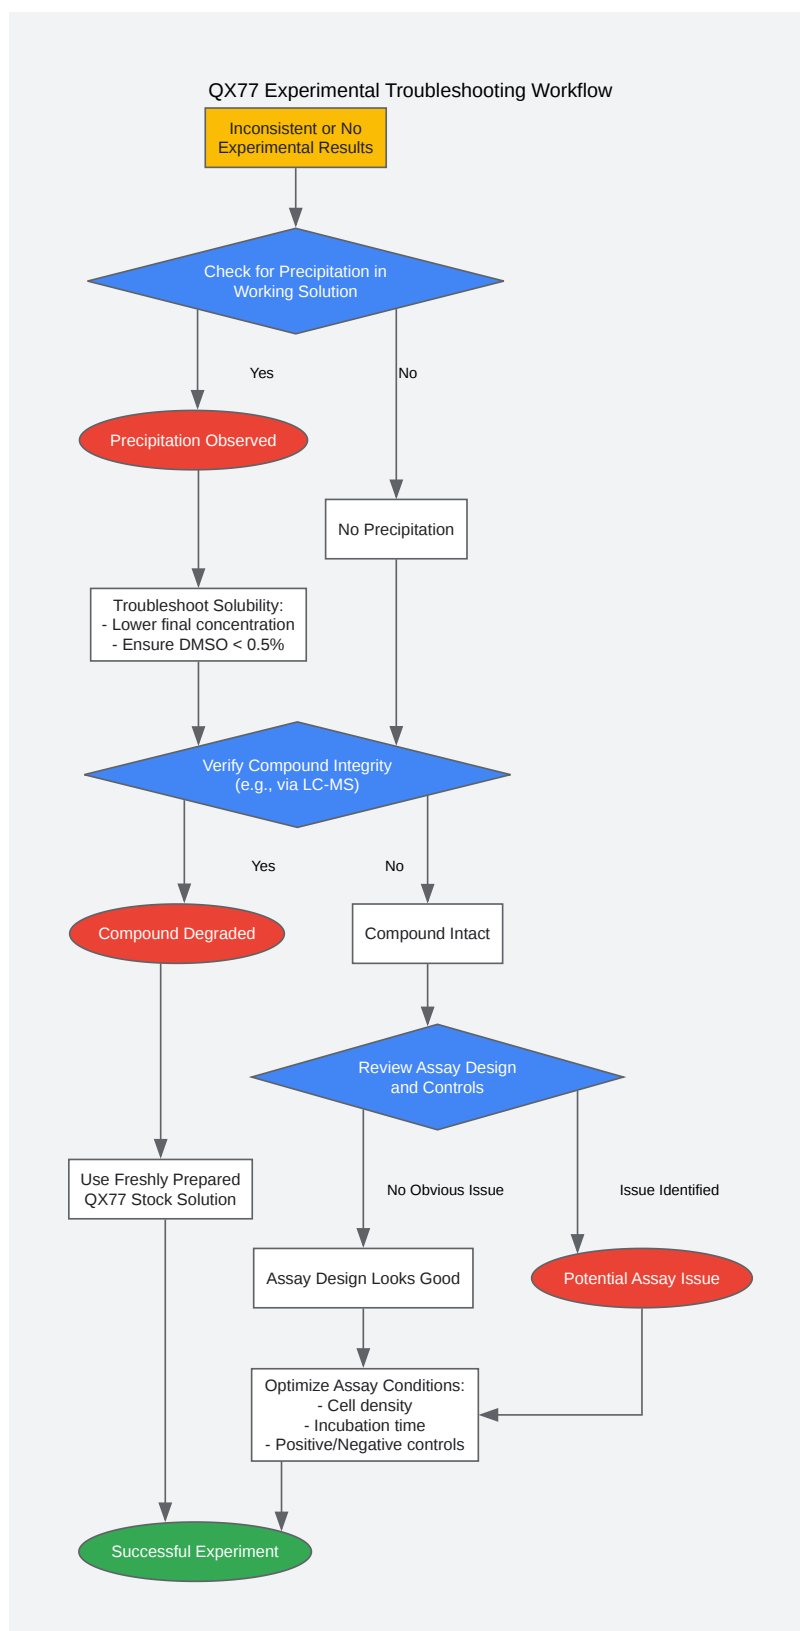 QX77 Experimental Troubleshooting Workflow
Inconsistent or No
Experimental Results
Check for Precipitation in
Working Solution
Yes
No
Precipitation Observed
No Precipitation
Troubleshoot Solubility:
- Lower final concentration
- Ensure DMSO < 0.5%
Verify Compound Integrity
(e.g., via LC-MS)
Yes
No
Compound Degraded
Compound Intact
Review Assay Design
and Controls
Use Freshly Prepared
QX77 Stock Solution
No Obvious Issue
Issue Identified
Assay Design Looks Good
Potential Assay Issue
Optimize Assay Conditions:
- Cell density
- Incubation time
- Positive/Negative controls
Successful Experiment